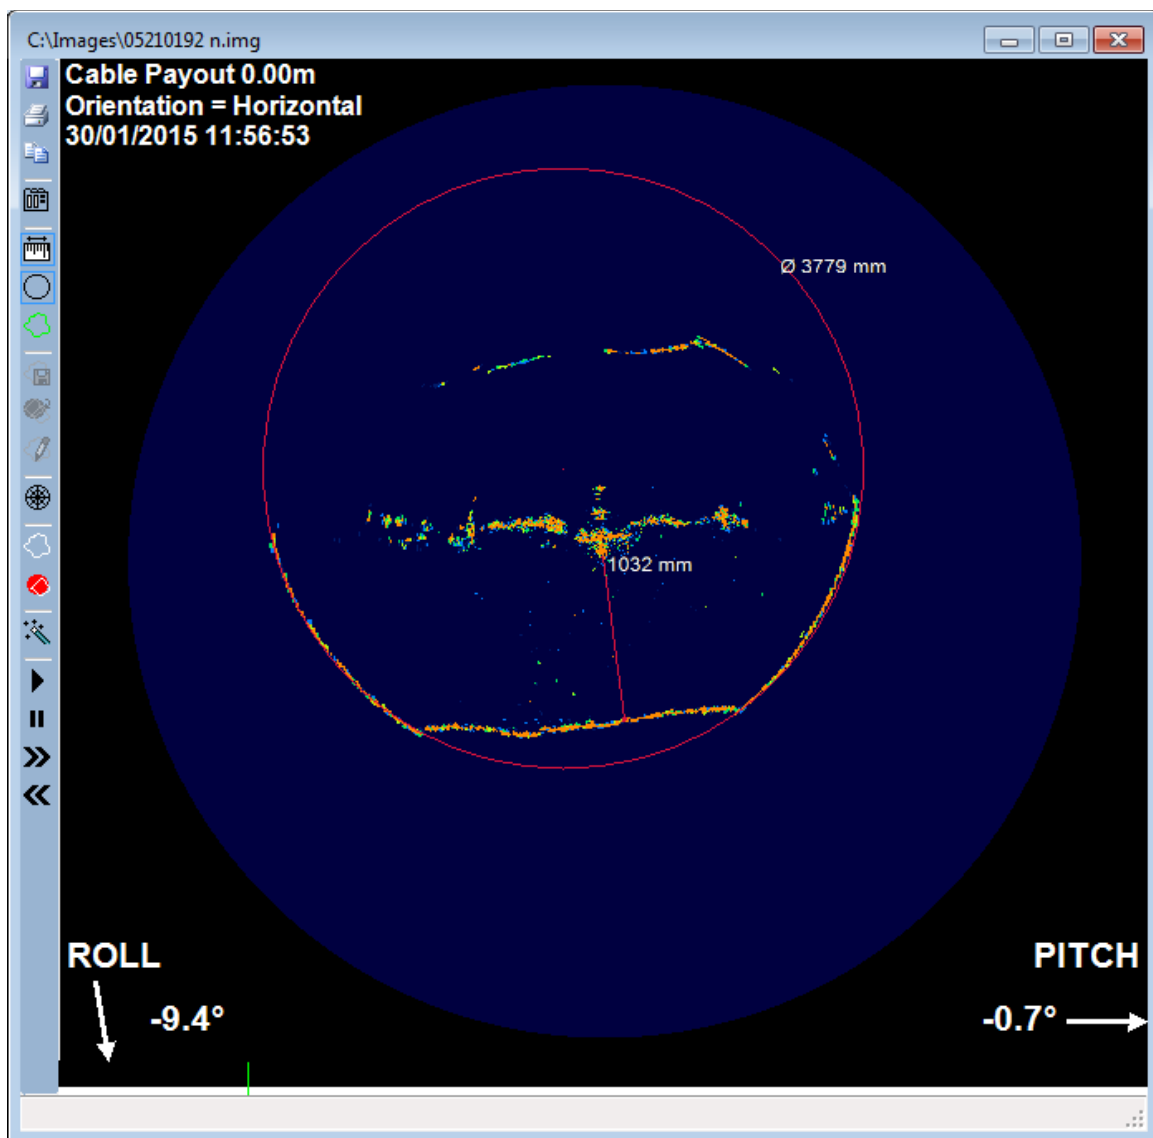 C:\Images\05210192 n.img
Cable Payout 0.00m
Orientation = Horizontal
30/01/2015 11:56:53
Ø 3779 mm
1032 mm
ROLL
PITCH
-9.4°
-0.7°